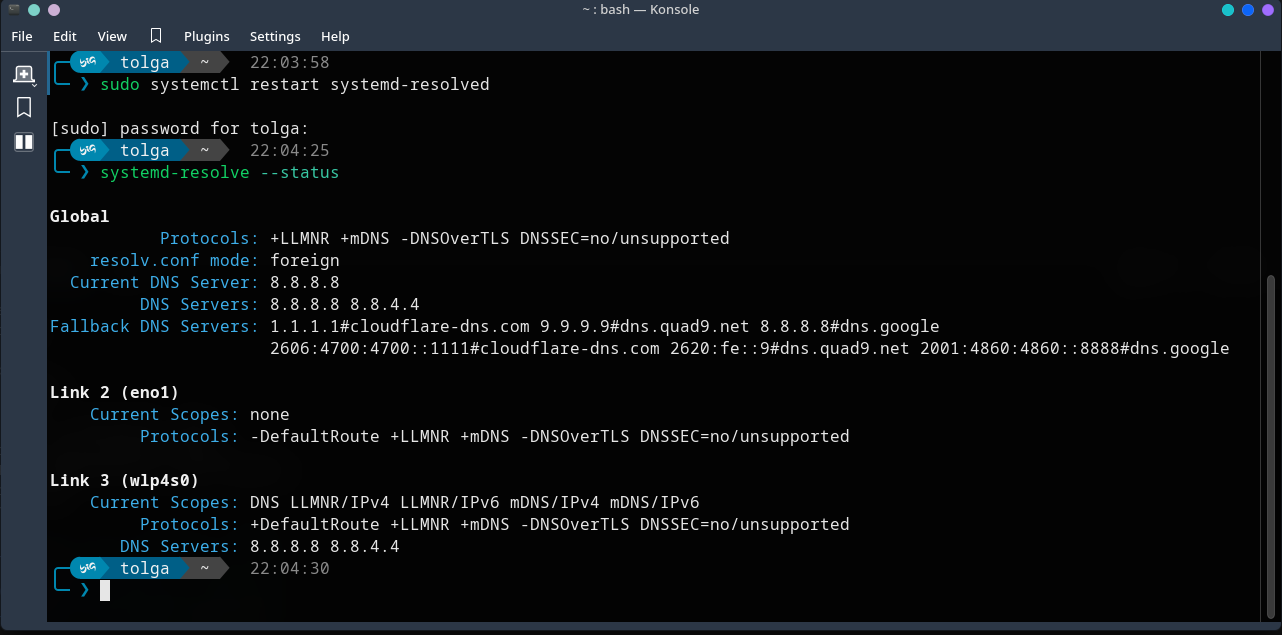 ~ : bash — Konsole
File Edit View Plugins Settings Help
tolga ~ 22:03:58
❯ sudo systemctl restart systemd-resolved
[sudo] password for tolga:
tolga ~ 22:04:25
❯ systemd-resolve --status
Global
Protocols: +LLMNR +mDNS -DNSOverTLS DNSSEC=no/unsupported
resolv.conf mode: foreign
Current DNS Server: 8.8.8.8
DNS Servers: 8.8.8.8 8.8.4.4
Fallback DNS Servers: 1.1.1.1#cloudflare-dns.com 9.9.9.9#dns.quad9.net 8.8.8.8#dns.google
2606:4700:4700::1111#cloudflare-dns.com 2620:fe::9#dns.quad9.net 2001:4860:4860::8888#dns.google
Link 2 (eno1)
Current Scopes: none
Protocols: -DefaultRoute +LLMNR +mDNS -DNSOverTLS DNSSEC=no/unsupported
Link 3 (wlp4s0)
Current Scopes: DNS LLMNR/IPv4 LLMNR/IPv6 mDNS/IPv4 mDNS/IPv6
Protocols: +DefaultRoute +LLMNR +mDNS -DNSOverTLS DNSSEC=no/unsupported
DNS Servers: 8.8.8.8 8.8.4.4
tolga ~ 22:04:30
❯